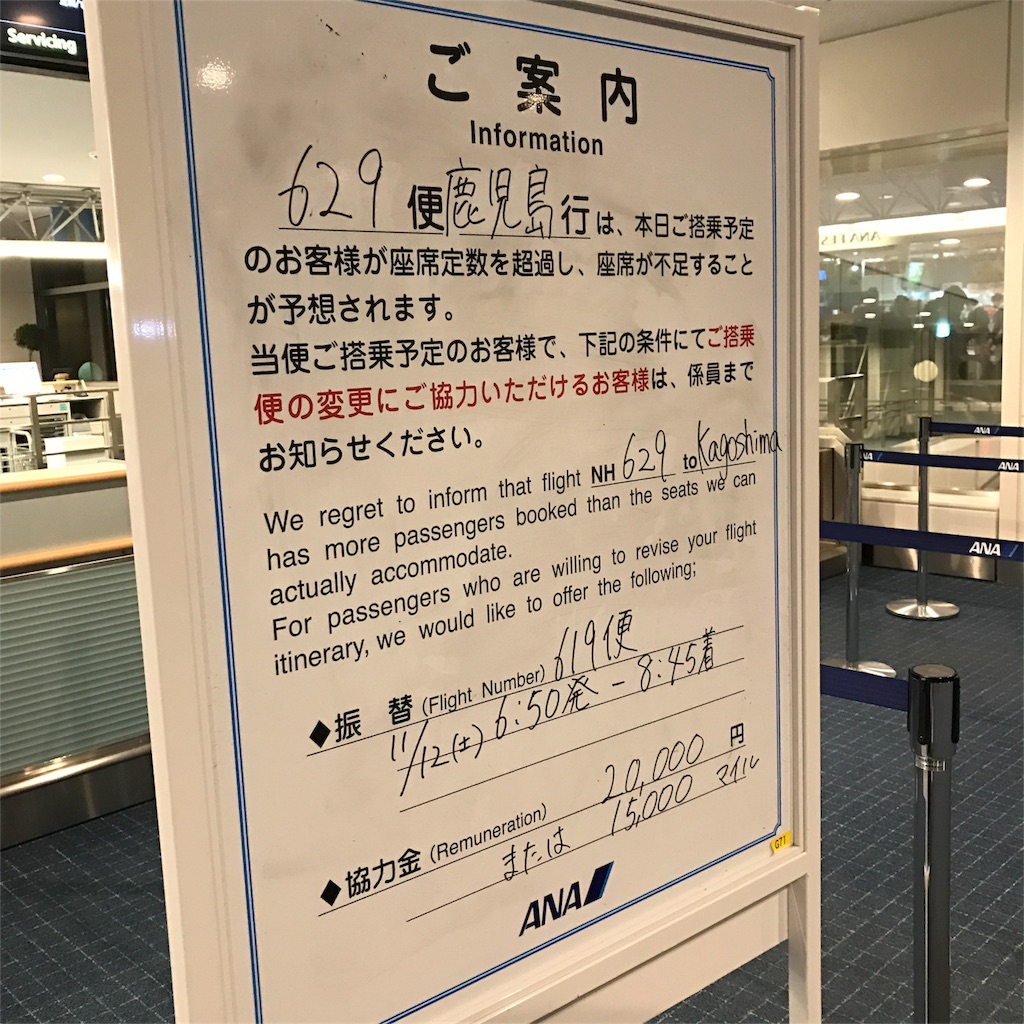 Servicing
ご案内
Information
629 便 鹿児島 行 は、本日ご搭乗予定
のお客様が座席定数を超過し、座席が不足すること
が予想されます。
当便ご搭乗予定のお客様で、下記の条件にてご搭乗
便の変更にご協力いただけるお客様は、係員まで
お知らせください。
We regret to inform that flight NH 629 to Kagoshima
has more passengers booked than the seats we can
actually accommodate.
For passengers who are willing to revise your flight
itinerary, we would like to offer the following;
◆振 替 (Flight Number) 619便
11/12(土) 6:50発 - 8:45着
◆協力金 (Remuneration) 20,000 円
または 15,000 マイル
G71
ANA
ANA
ANA
ANA